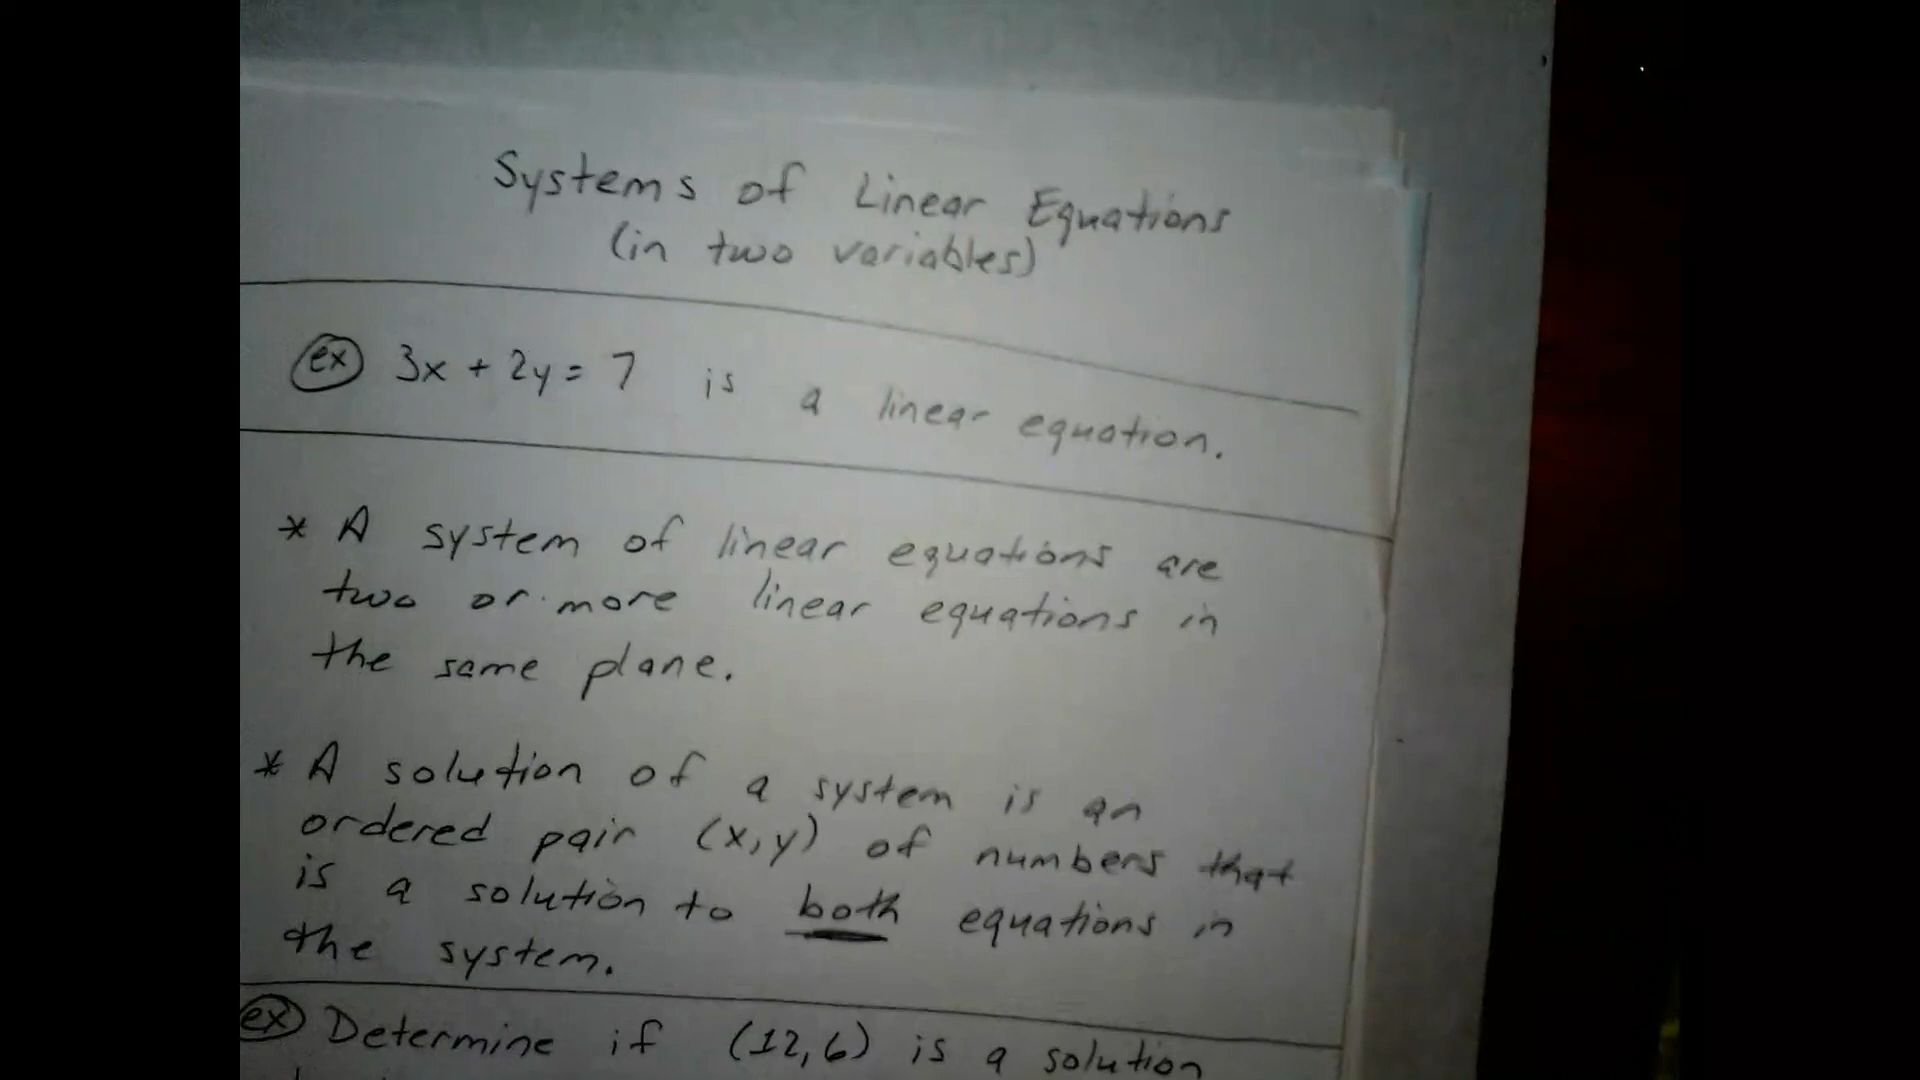 Systems of Linear Equations
(in two variables)
ex 3x + 2y = 7 is a linear equation.
* A system of linear equations are
two or more linear equations in
the same plane.
* A solution of a system is an
ordered pair (x,y) of numbers that
is a solution to both equations in
the system.
ex Determine if (12,6) is a solution